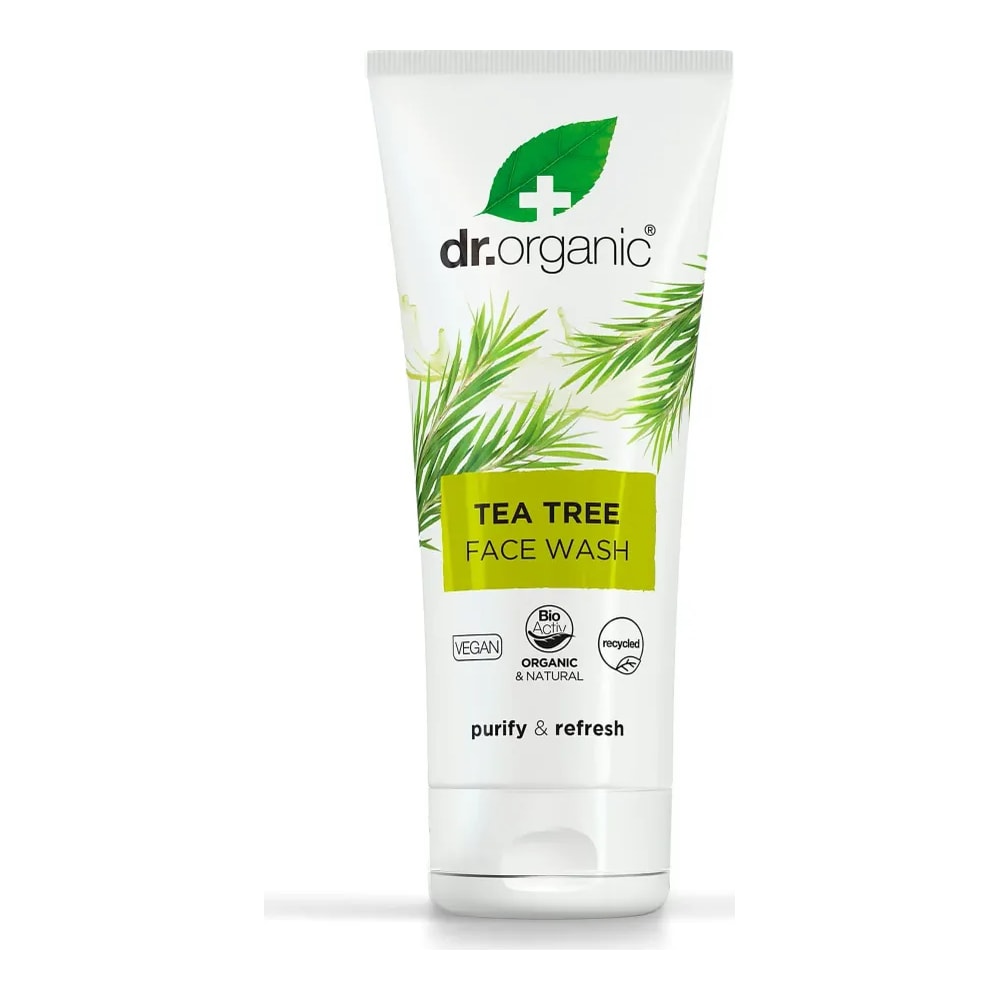 dr.organic®
TEA TREE
FACE WASH
VEGAN
Bio
Activ
ORGANIC
& NATURAL
recycled
purify & refresh